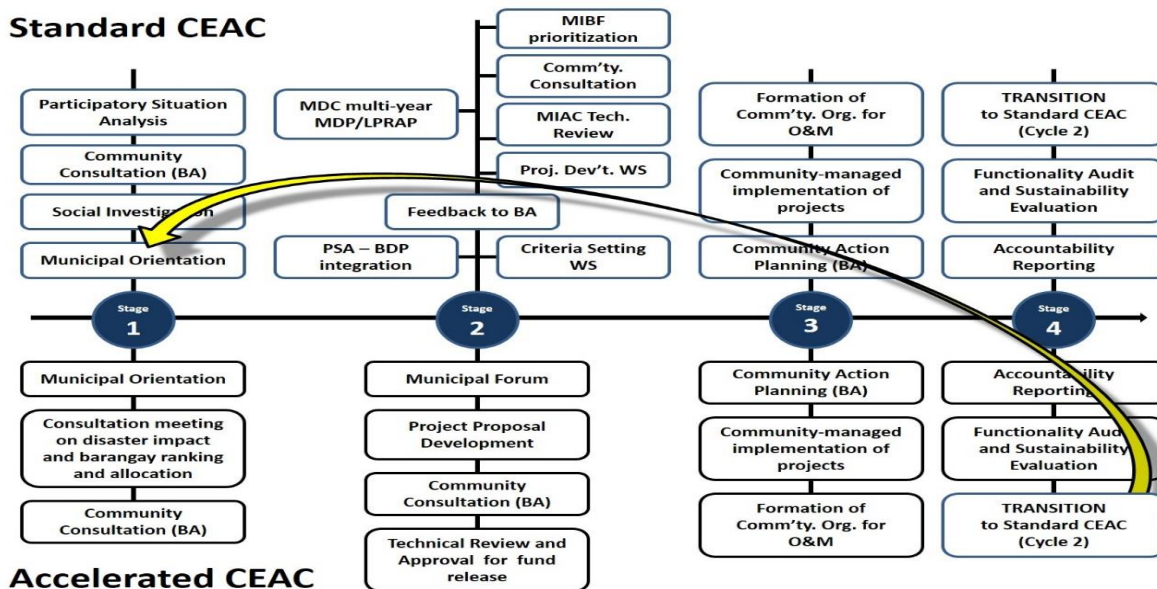 Standard CEAC
Participatory Situation
Analysis
Community
Consultation (BA)
Social Investigation
Municipal Orientation
MDC multi-year
MDP/LPRAP
MIBF
prioritization
Comm'ty.
Consultation
MIAC Tech.
Review
Proj. Dev't. WS
Feedback to BA
PSA – BDP
integration
Criteria Setting
WS
Formation of
Comm'ty. Org. for
O&M
Community-managed
implementation of
projects
Community Action
Planning (BA)
TRANSITION
to Standard CEAC
(Cycle 2)
Functionality Audit
and Sustainability
Evaluation
Accountability
Reporting
Stage
1
Stage
2
Stage
3
Stage
4
Municipal Orientation
Consultation meeting
on disaster impact
and barangay ranking
and allocation
Community
Consultation (BA)
Municipal Forum
Project Proposal
Development
Community
Consultation (BA)
Technical Review and
Approval for fund
release
Community Action
Planning (BA)
Community-managed
implementation of
projects
Formation of
Comm'ty. Org. for
O&M
Accountability
Reporting
Functionality Audit
and Sustainability
Evaluation
TRANSITION
to Standard CEAC
(Cycle 2)
Accelerated CEAC